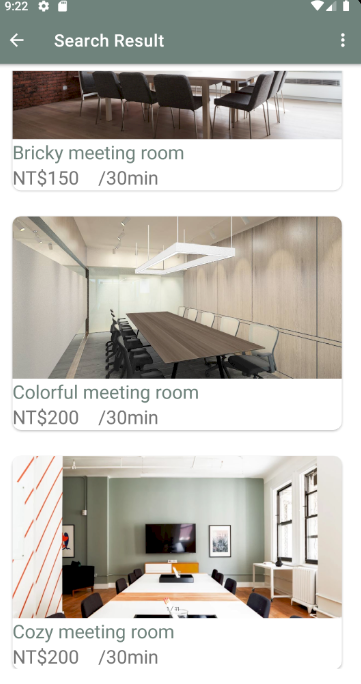 9:22
Search Result
Bricky meeting room
NT$150 /30min
Colorful meeting room
NT$200 /30min
Cozy meeting room
NT$200 /30min